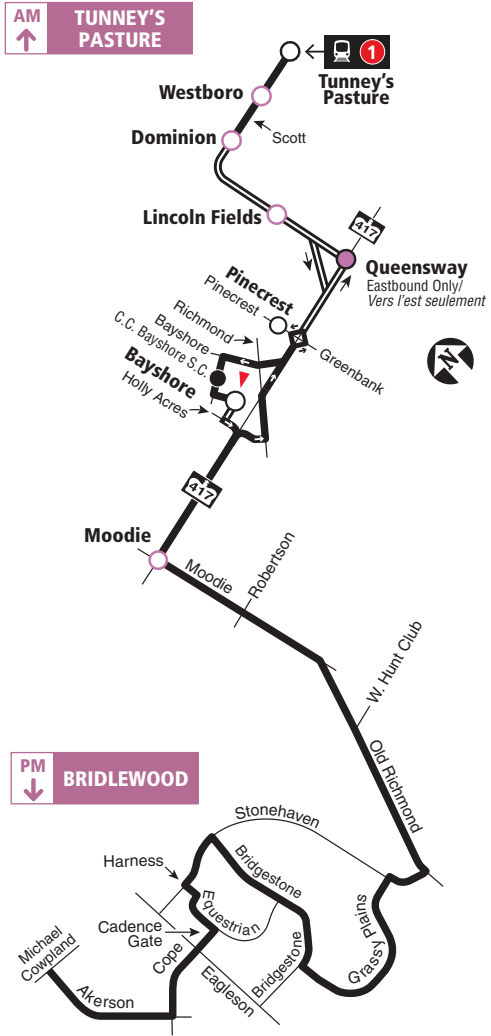 AM
TUNNEY'S
PASTURE
1
Tunney's
Pasture
Westboro
Scott
Dominion
Lincoln Fields
417
Queensway
Eastbound Only/
Vers l'est seulement
Pinecrest
Pinecrest
Richmond
Bayshore
C.C. Bayshore S.C.
Bayshore
Holly Acres
Greenbank
N
417
Moodie
Moodie
Robertson
W. Hunt Club
Old Richmond
PM
BRIDLEWOOD
Stonehaven
Harness
Bridgestone
Equestrian
Grassy Plains
Cadence
Gate
Bridgestone
Michael
Cowpland
Cope
Eagleson
Akerson